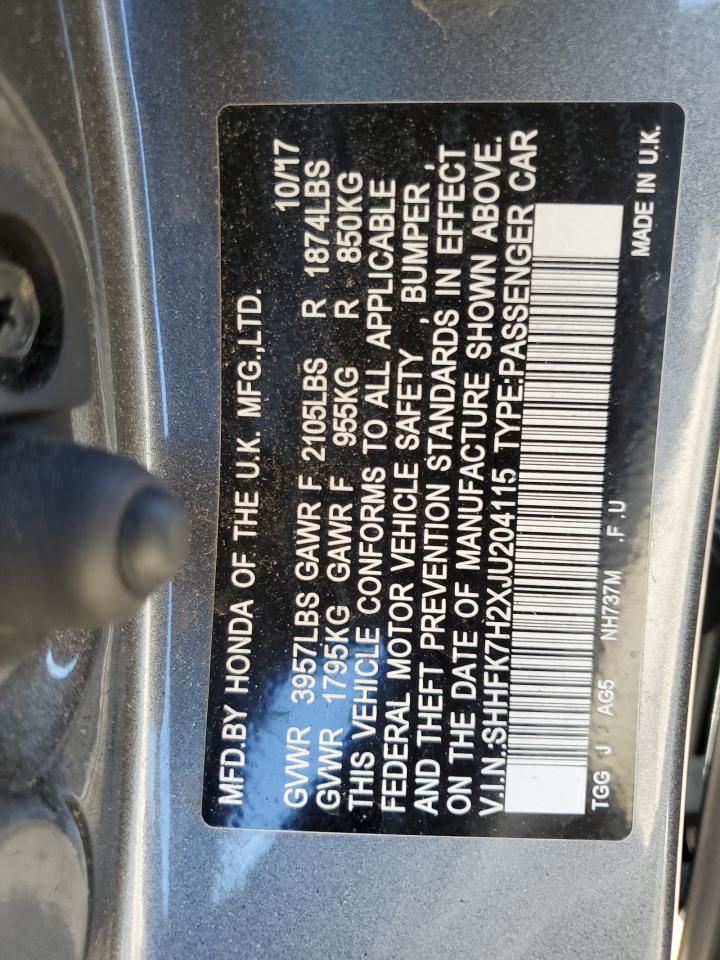 MFD.BY HONDA OF THE U.K. MFG.,LTD. 10/17
GVWR 3957LBS GAWR F 2105LBS R 1874LBS
GVWR 1795KG GAWR F 955KG R 850KG
THIS VEHICLE CONFORMS TO ALL APPLICABLE
FEDERAL MOTOR VEHICLE SAFETY , BUMPER ,
AND THEFT PREVENTION STANDARDS IN EFFECT
ON THE DATE OF MANUFACTURE SHOWN ABOVE.
V.I.N.:SHHFK7H2XJU204115 TYPE:PASSENGER CAR
TGG J AG5 NH737M .F .U
MADE IN U.K.